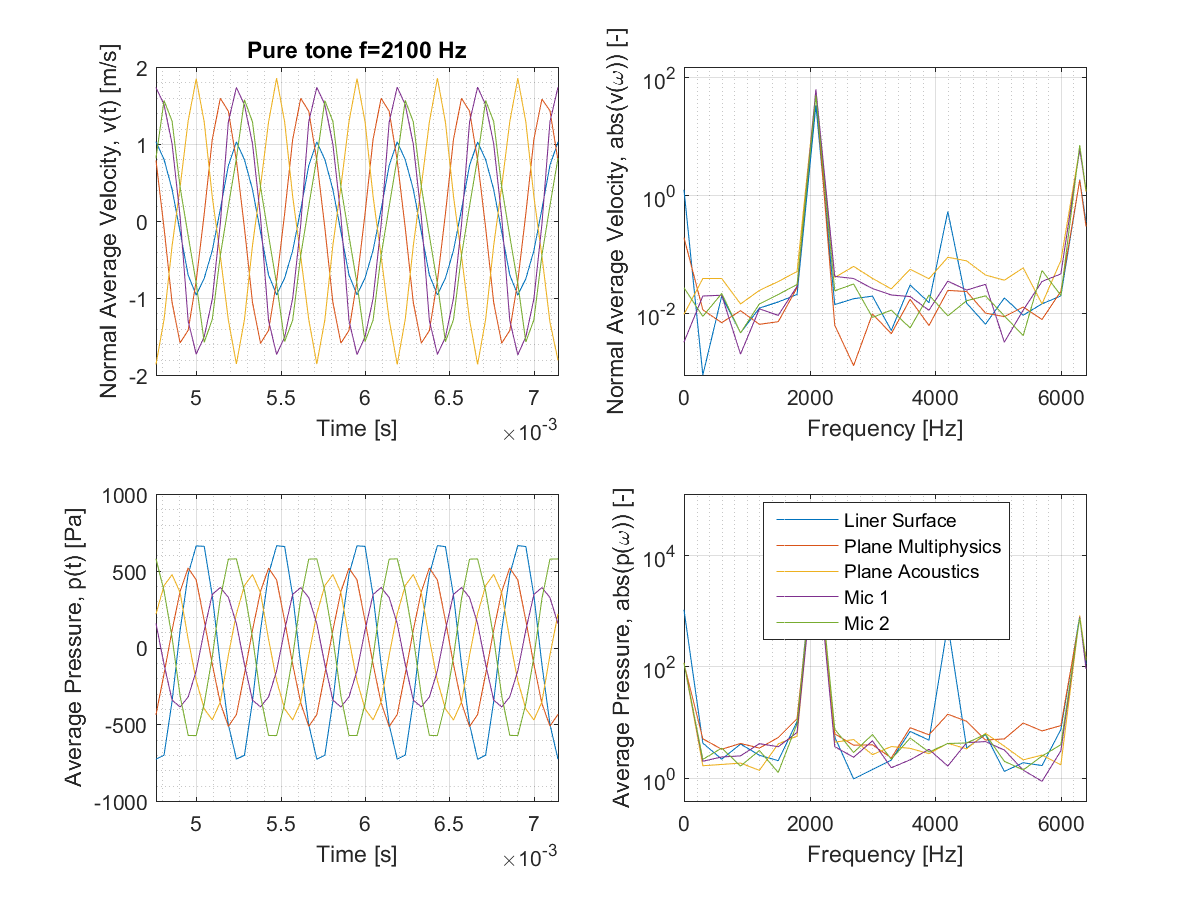 Pure tone f=2100 Hz
Normal Average Velocity, v(t) [m/s]
2
1
0
-1
-2
5
5.5
6
6.5
7
Time [s]
×10-3
Normal Average Velocity, abs(v(ω)) [-]
102
100
10-2
0
2000
4000
6000
Frequency [Hz]
Average Pressure, p(t) [Pa]
1000
500
0
-500
-1000
5
5.5
6
6.5
7
Time [s]
×10-3
Average Pressure, abs(p(ω)) [-]
104
102
100
Liner Surface
Plane Multiphysics
Plane Acoustics
Mic 1
Mic 2
0
2000
4000
6000
Frequency [Hz]